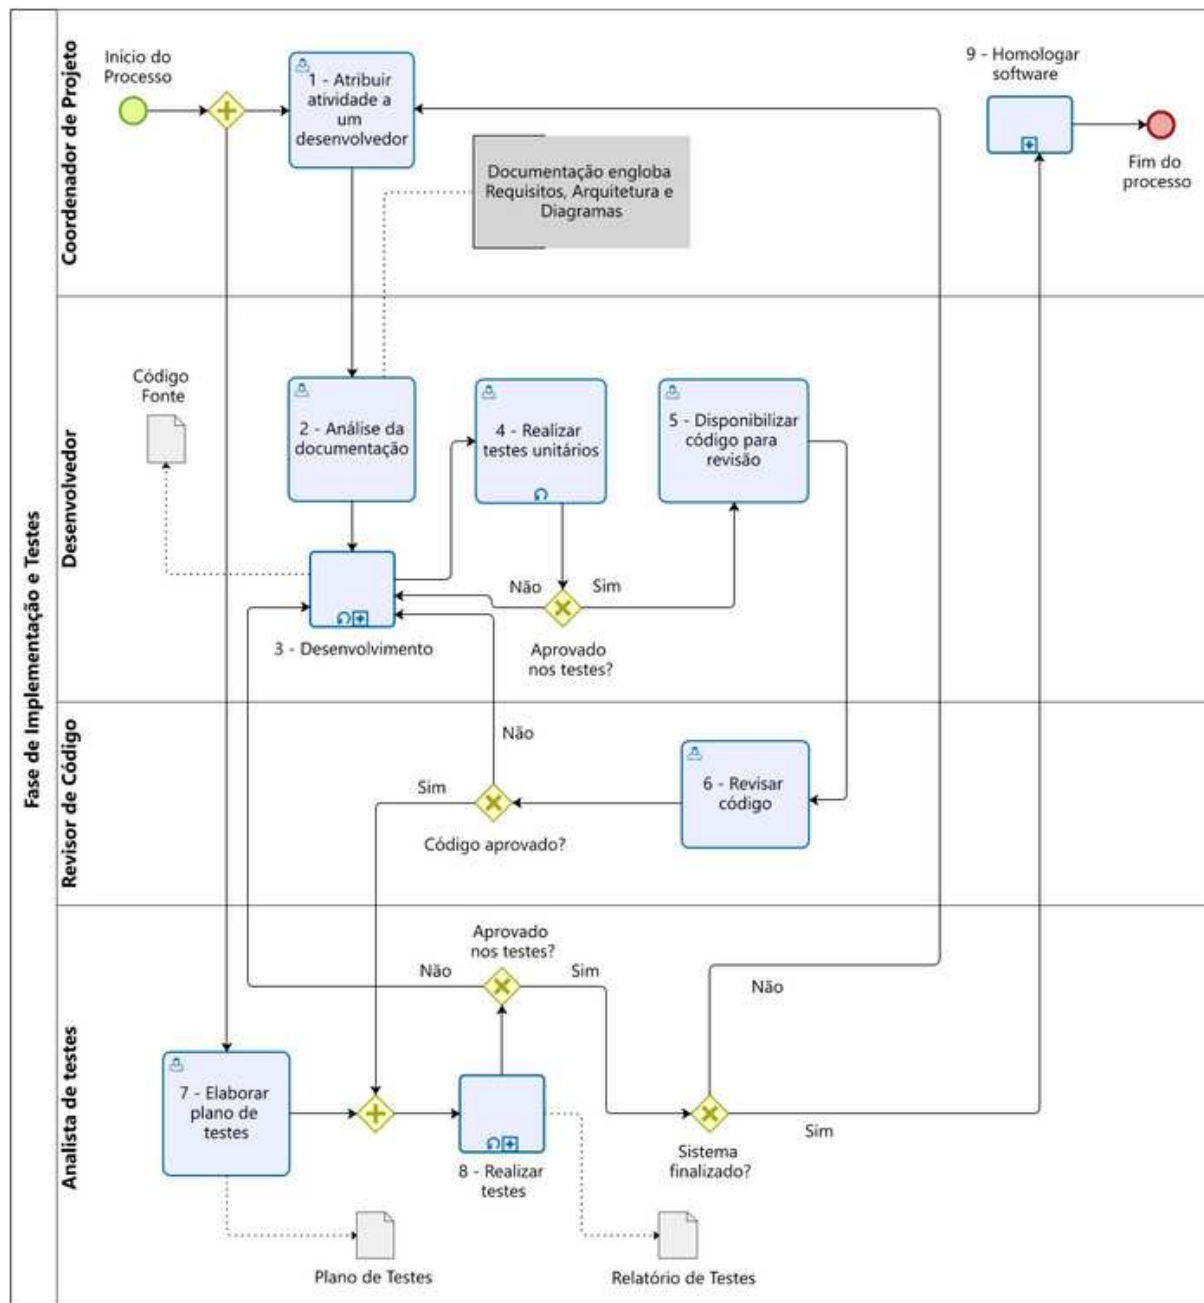 Fase de Implementação e Testes
Coordenador de Projeto
Início do
Processo
1 - Atribuir
atividade a
um
desenvolvedor
Documentação engloba
Requisitos, Arquitetura e
Diagramas
9 - Homologar
software
Fim do
processo
Desenvolvedor
Código
Fonte
2 - Análise da
documentação
4 - Realizar
testes unitários
5 - Disponibilizar
código para
revisão
3 - Desenvolvimento
Não
Sim
Aprovado
nos testes?
Revisor de Código
Não
Sim
Código aprovado?
6 - Revisar
código
Analista de testes
Aprovado
nos testes?
Não
Sim
Não
7 - Elaborar
plano de
testes
8 - Realizar
testes
Sistema
finalizado?
Sim
Plano de Testes
Relatório de Testes